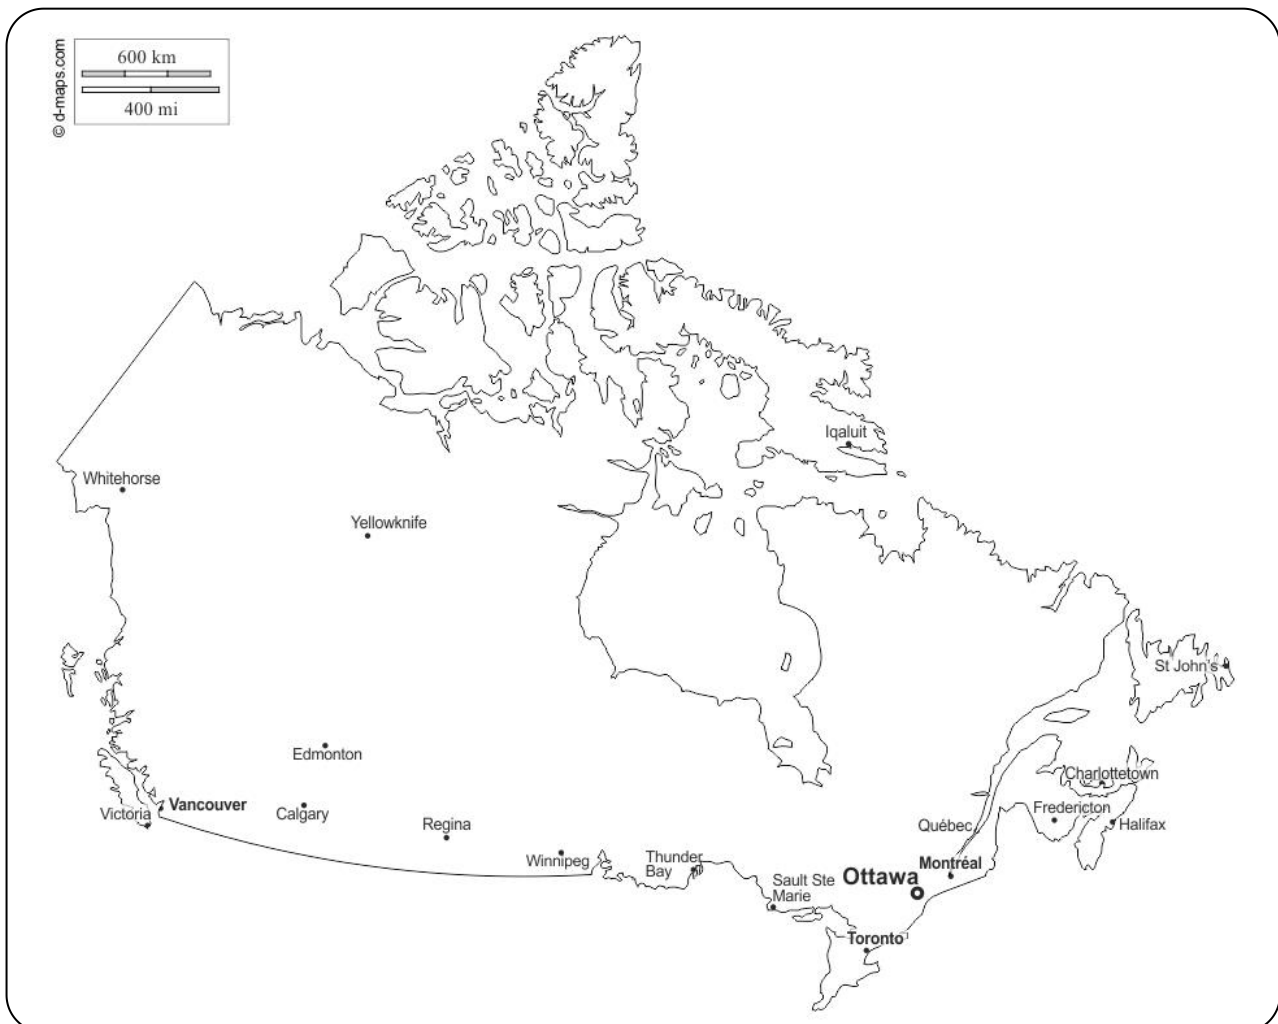 © d-maps.com
600 km
400 mi
Iqaluit
Whitehorse
Yellowknife
St John's
Edmonton
Charlottetown
Vancouver
Victoria
Calgary
Fredericton
Regina
Québec
Halifax
Winnipeg
Thunder
Bay
Montréal
Ottawa
Sault Ste
Marie
Toronto